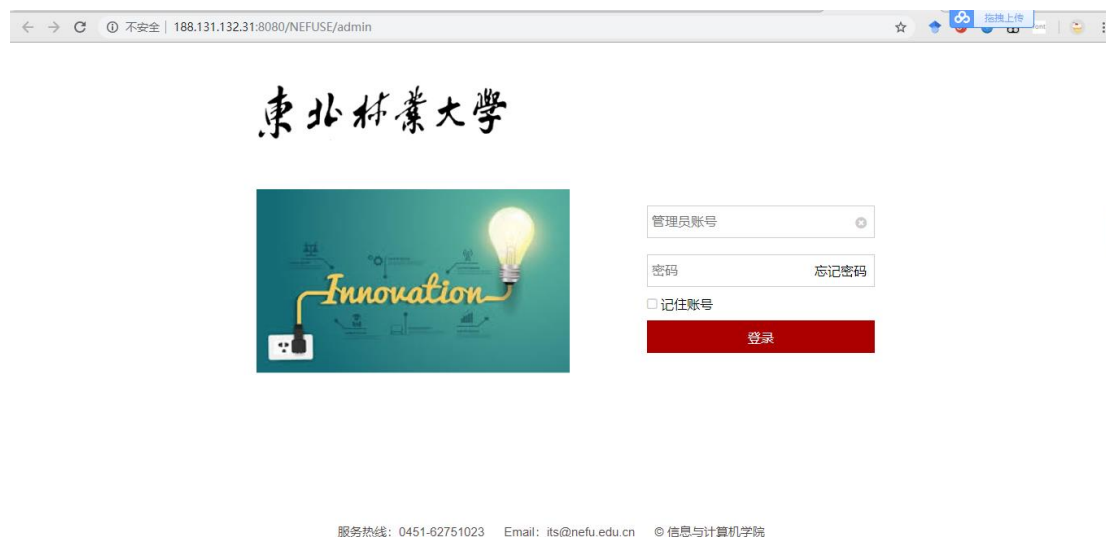 不安全 | 188.131.132.31:8080/NEFUSE/admin
拖拽上传
東北林業大學
管理员账号
Innovation
密码 忘记密码
记住账号
登录
服务热线：0451-62751023 Email：its@nefu.edu.cn ©信息与计算机学院